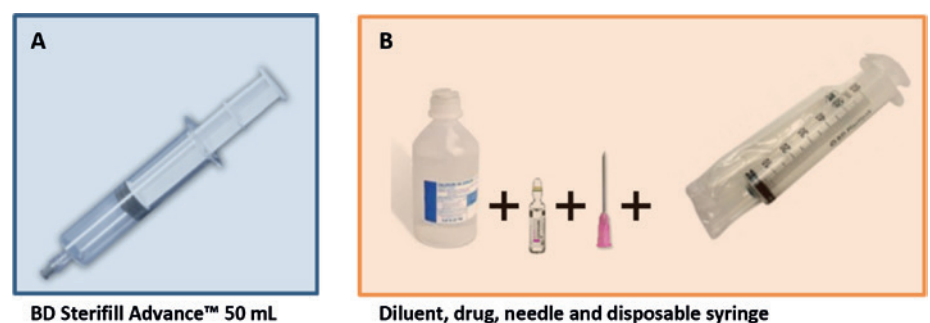 A
B
BD Sterifill Advance™ 50 mL
Diluent, drug, needle and disposable syringe